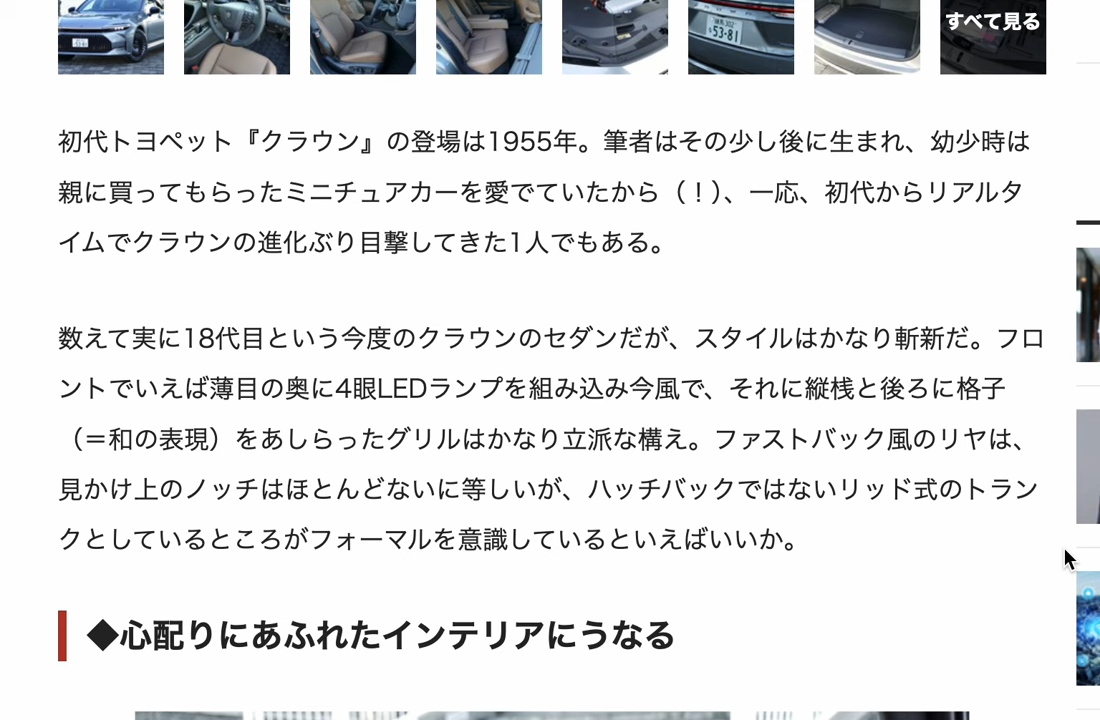 53-81
すべて見る
初代トヨペット『クラウン』の登場は1955年。筆者はその少し後に生まれ、幼少時は
親に買ってもらったミニチュアカーを愛でていたから（！）、一応、初代からリアルタ
イムでクラウンの進化ぶり目撃してきた1人でもある。
数えて実に18代目という今度のクラウンのセダンだが、スタイルはかなり斬新だ。フロ
ントでいえば薄目の奥に4眼LEDランプを組み込み今風で、それに縦桟と後ろに格子
（＝和の表現）をあしらったグリルはかなり立派な構え。ファストバック風のリヤは、
見かけ上のノッチはほとんどないに等しいが、ハッチバックではないリッド式のトラン
クとしているところがフォーマルを意識しているといえばいいか。
◆心配りにあふれたインテリアにうなる